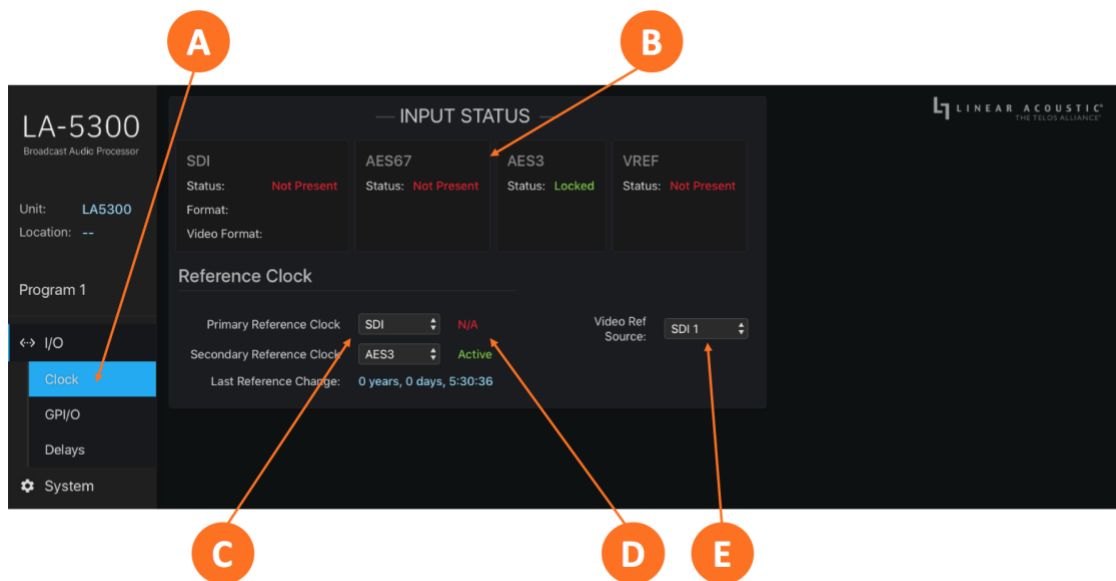 A
B
LA-5300
Broadcast Audio Processor
Unit: LA5300
Location: --
Program 1
I/O
Clock
GPI/O
Delays
System
INPUT STATUS
SDI
Status: Not Present
Format:
Video Format:
AES67
Status: Not Present
AES3
Status: Locked
VREF
Status: Not Present
Reference Clock
Primary Reference Clock SDI N/A
Secondary Reference Clock AES3 Active
Last Reference Change: 0 years, 0 days, 5:30:36
Video Ref
Source: SDI 1
LINEAR ACOUSTIC
THE TELOS ALLIANCE
C
D
E